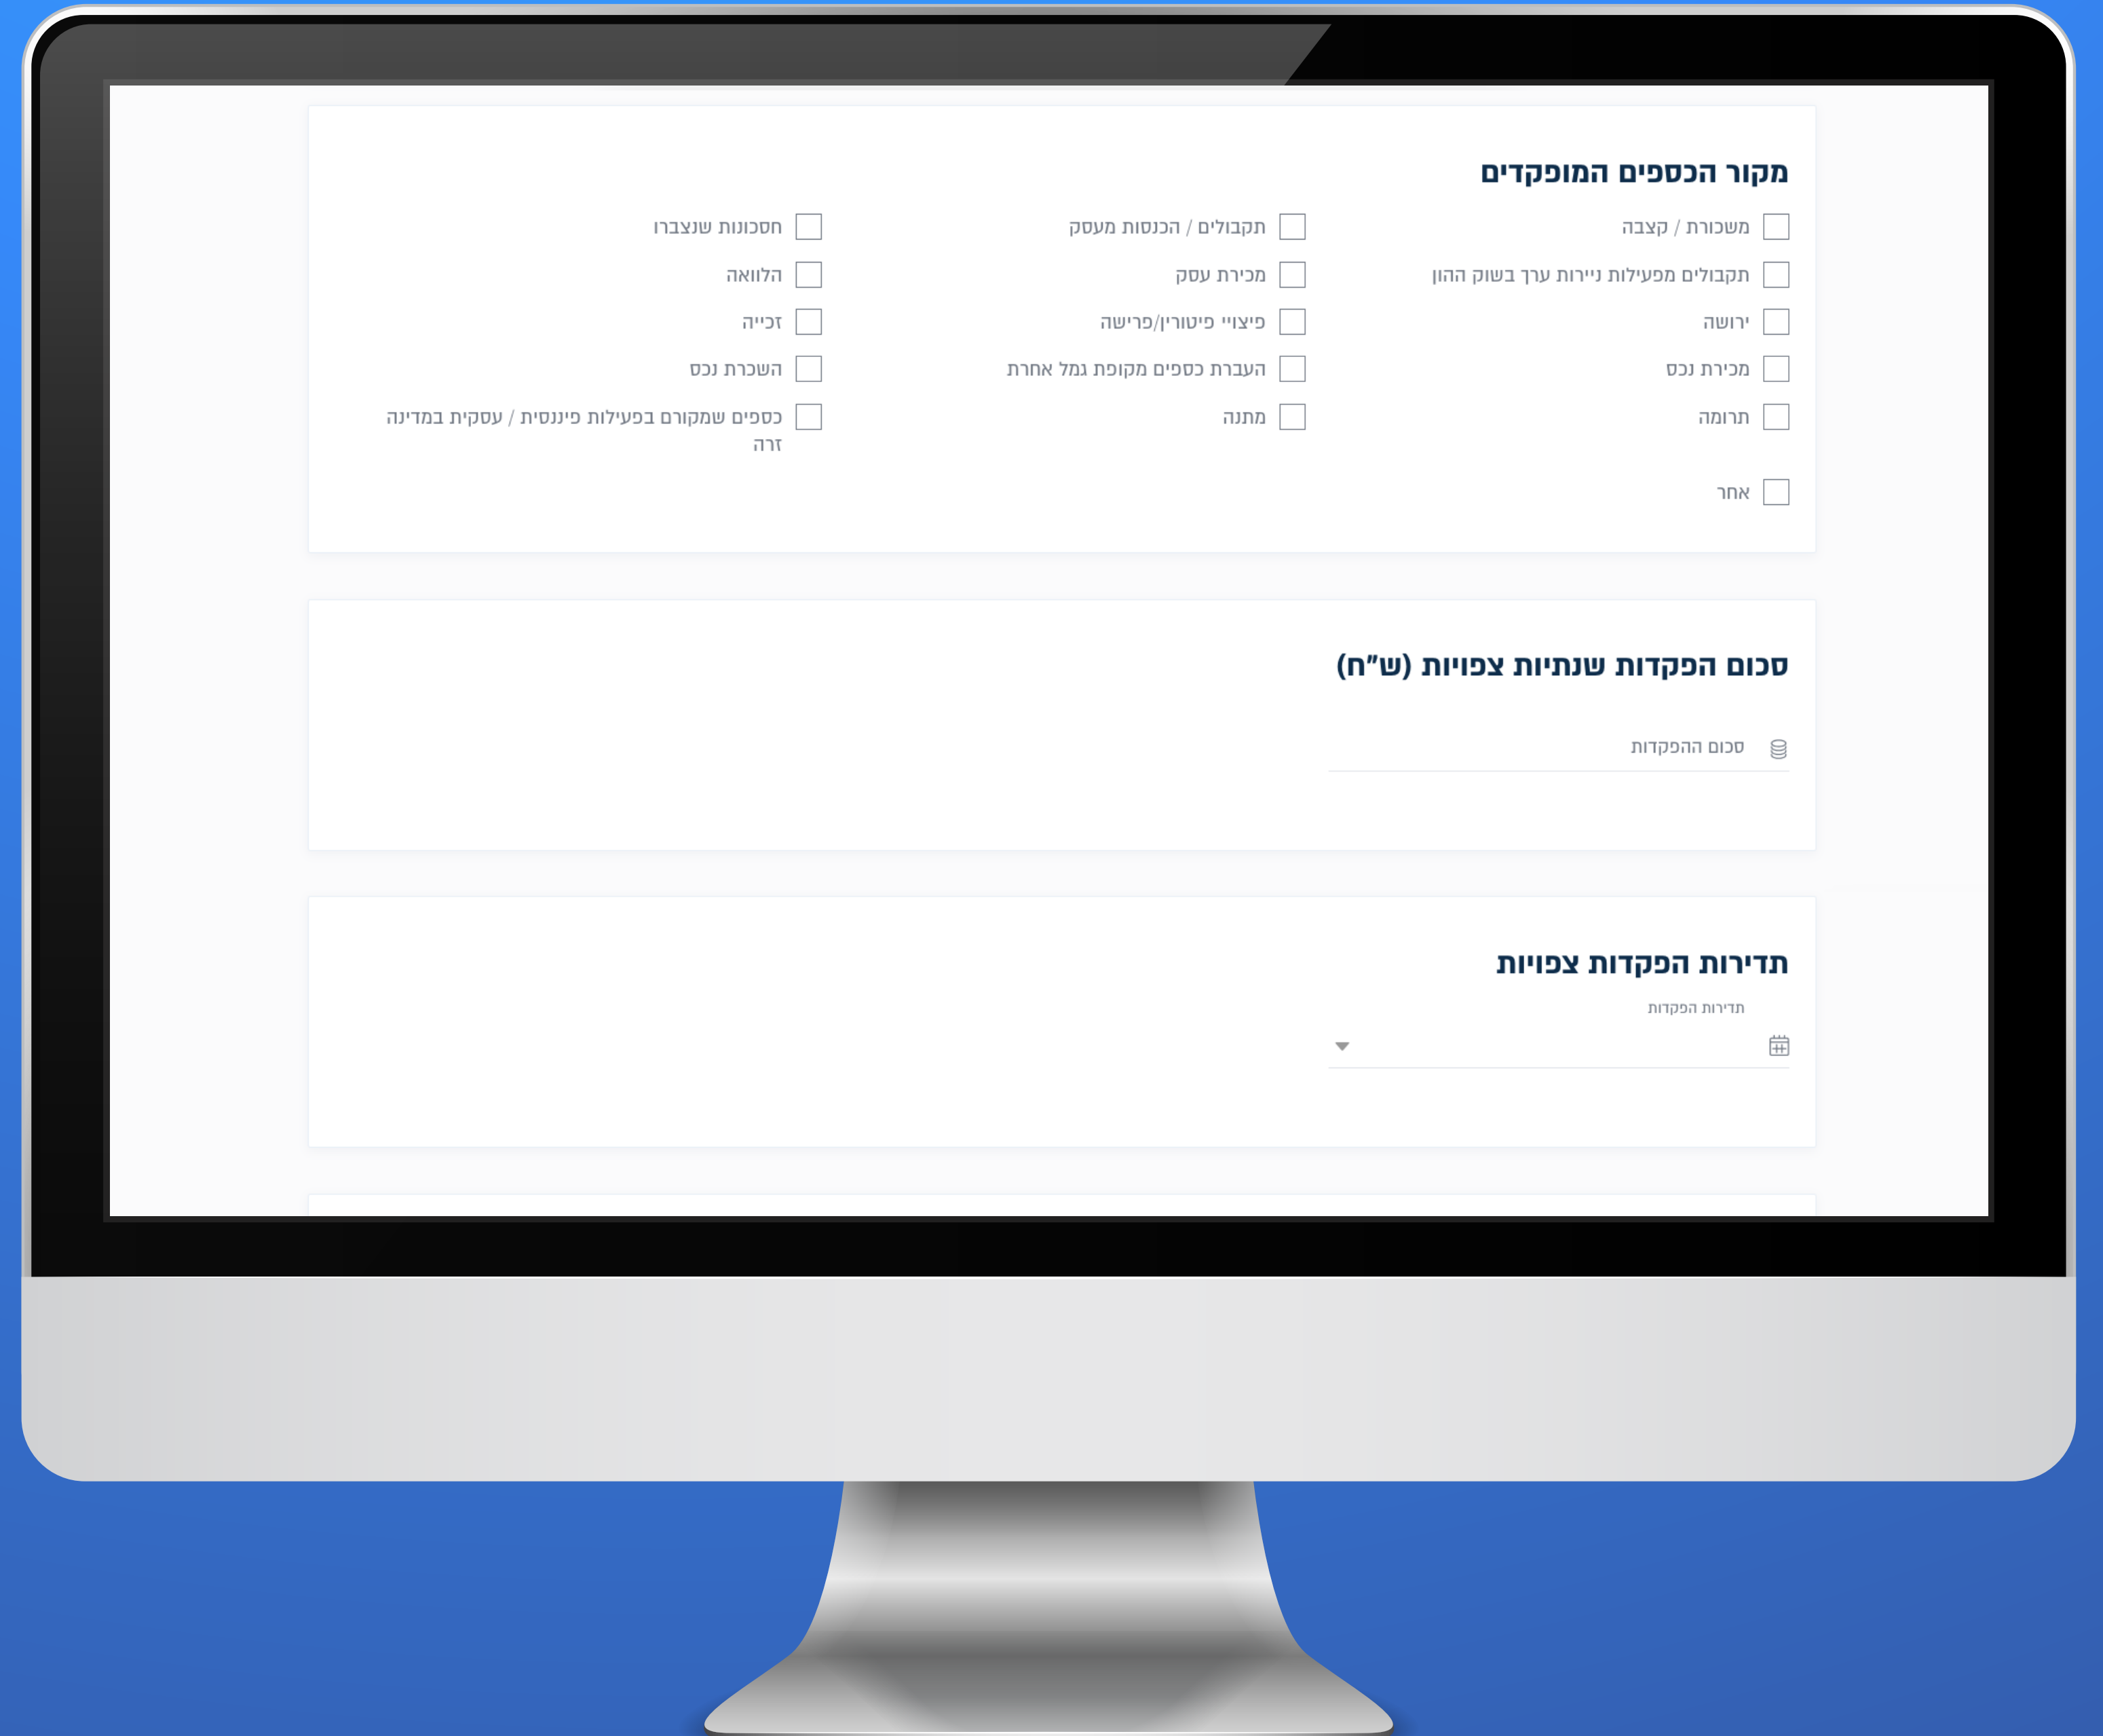 מקור הכספים המופקדים
משכורת / קצבה
תקבולים / הכנסות מעסק
חסכונות שנצברו
תקבולים מפעילות ניירות ערך בשוק ההון
מכירת עסק
הלוואה
ירושה
פיצויי פיטורין/פרישה
זכייה
מכירת נכס
העברת כספים מקופת גמל אחרת
השכרת נכס
תרומה
מתנה
כספים שמקורם בפעילות פיננסית / עסקית במדינה
זרה
אחר
סכום הפקדות שנתיות צפויות (ש"ח)
סכום ההפקדות
תדירות הפקדות צפויות
תדירות הפקדות